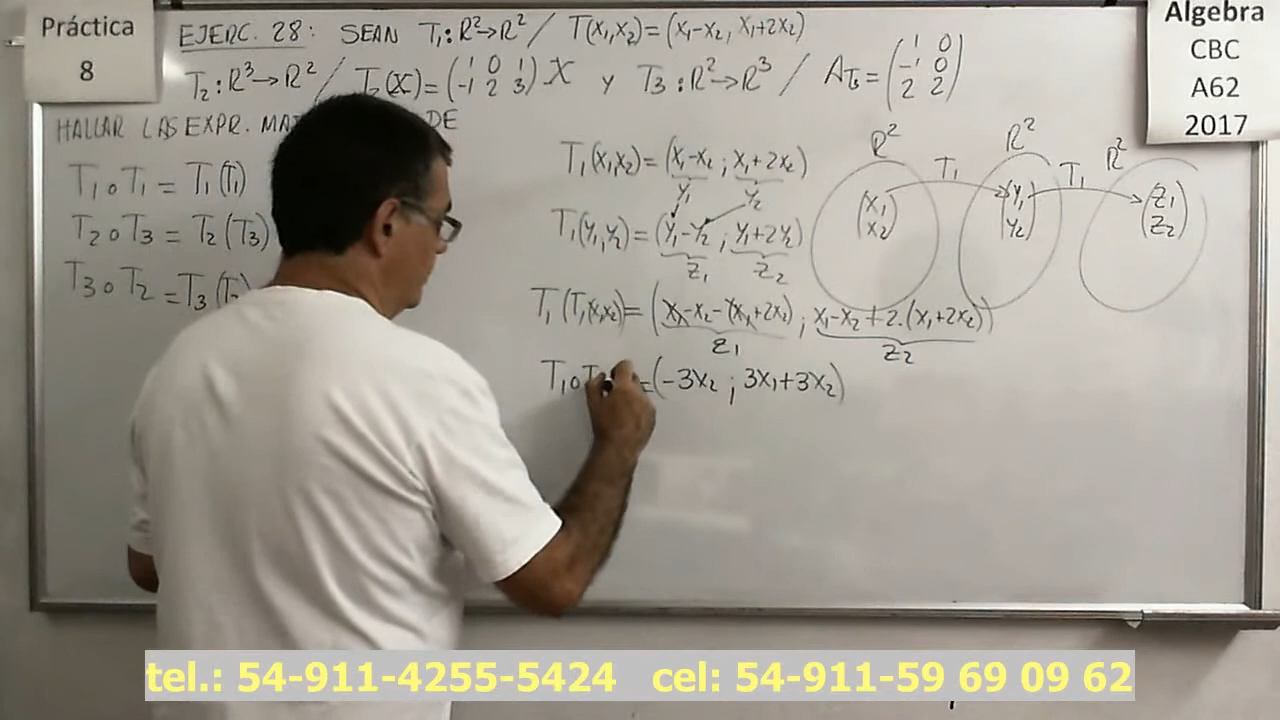 Práctica
8
EJERC. 28: SEAN T₁: R²→R² / T(x₁,x₂)=(x₁-x₂, x₁+2x₂)
T₂: R³→R² / T₂(X)=(1 0 1
-1 2 3) X y T₃: R²→R³ / A_T₃=(1 0
-1 0
2 2)
HALLAR LAS EXPR. DE
T₁∘T₁ = T₁(T₁)
T₂∘T₃ = T₂(T₃)
T₃∘T₂ =T₃(
T₁(x₁,x₂)=(x₁-x₂ ; x₁+2x₂)
y₁ y₂
T₁(y₁,y₂)=(y₁-y₂ ; y₁+2y₂)
z₁ z₂
T₁(T₁(x₁,x₂)=(x₁-x₂-(x₁+2x₂) ; x₁-x₂+2.(x₁+2x₂))
z₁ z₂
T₁∘ =(-3x₂ ; 3x₁+3x₂)
R² R² R²
T₁ T₁
(x₁
x₂)
(y₁
y₂)
(z₁
z₂)
Algebra
CBC
A62
2017
tel.: 54-911-4255-5424 cel: 54-911-59 69 09 62